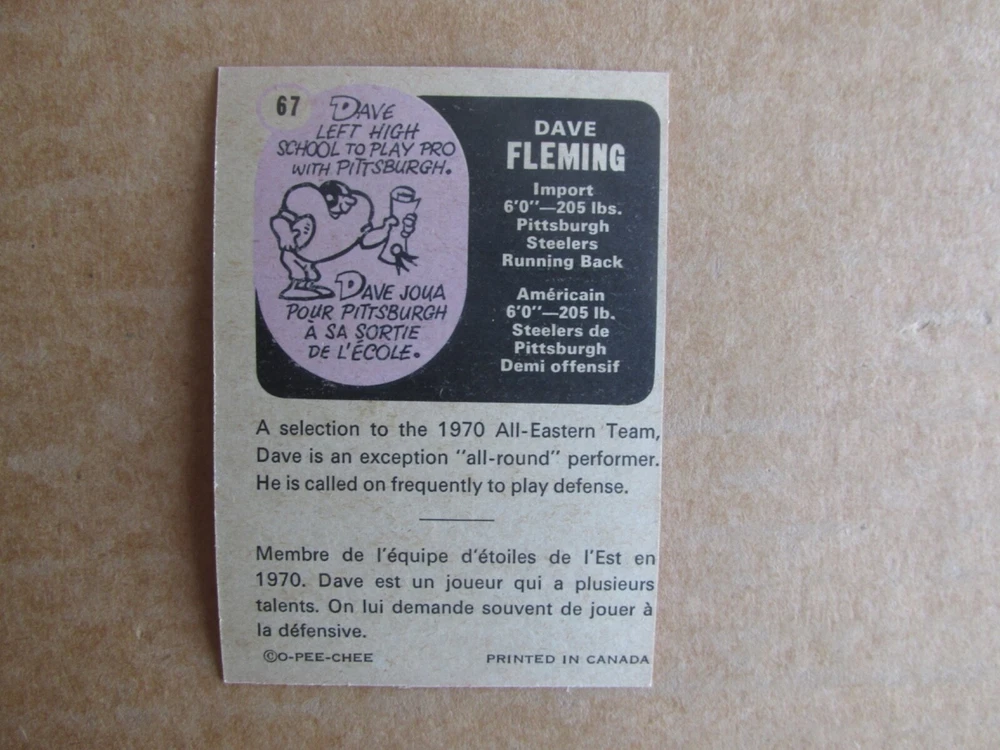 67
DAVE
LEFT HIGH
SCHOOL TO PLAY PRO
WITH PITTSBURGH.
DAVE JOUA
POUR PITTSBURGH
À SA SORTIE
DE L'ÉCOLE.
DAVE
FLEMING
Import
6'0"—205 lbs.
Pittsburgh
Steelers
Running Back
Américain
6'0"—205 lb.
Steelers de
Pittsburgh
Demi offensif
A selection to the 1970 All-Eastern Team,
Dave is an exception "all-round" performer.
He is called on frequently to play defense.
Membre de l'équipe d'étoiles de l'Est en
1970. Dave est un joueur qui a plusieurs
talents. On lui demande souvent de jouer à
la défensive.
©O-PEE-CHEE PRINTED IN CANADA